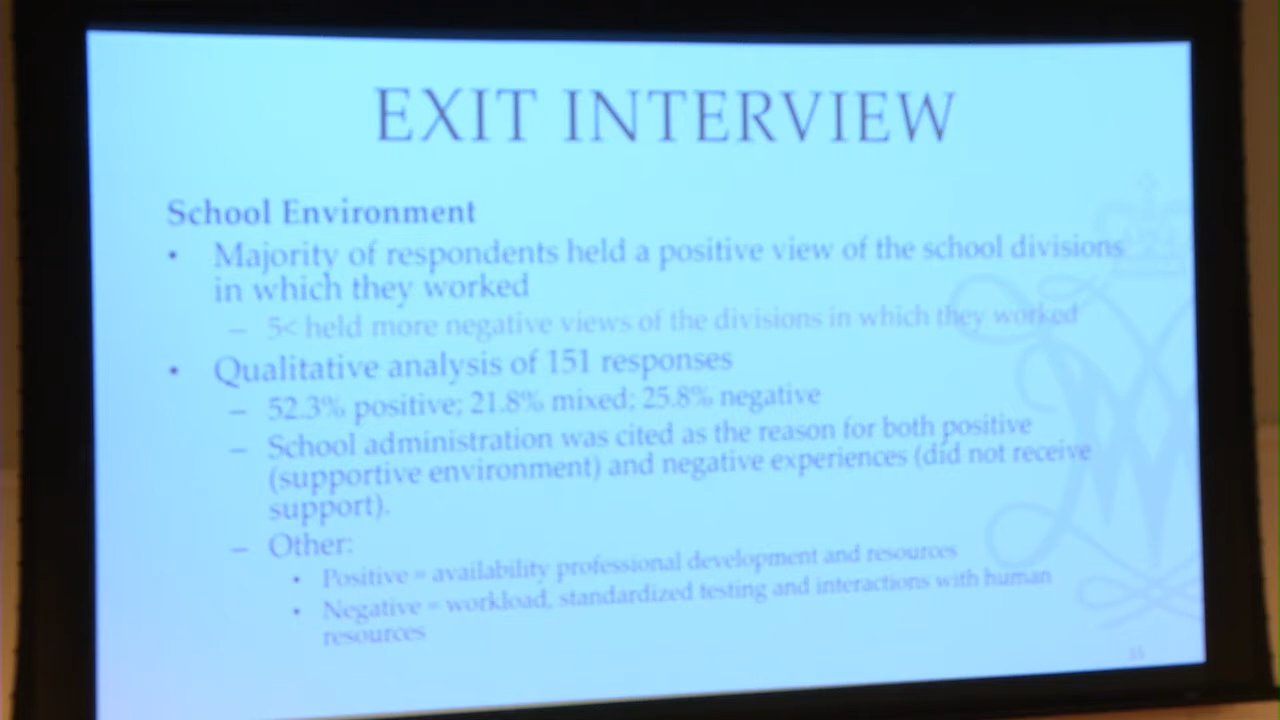 EXIT INTERVIEW
School Environment
• Majority of respondents held a positive view of the school divisions
in which they worked
– 5< held more negative views of the divisions in which they worked
• Qualitative analysis of 151 responses
– 52.3% positive; 21.8% mixed; 25.8% negative
– School administration was cited as the reason for both positive
(supportive environment) and negative experiences (did not receive
support).
– Other:
• Positive = availability professional development and resources
• Negative = workload, standardized testing and interactions with human
resources